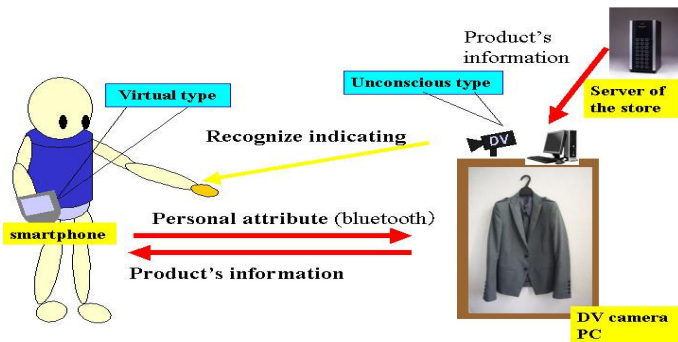 Product's
information
Server of
the store
Unconscious type
Virtual type
DV
Recognize indicating
Personal attribute (bluetooth)
smartphone
Product's information
DV camera
PC